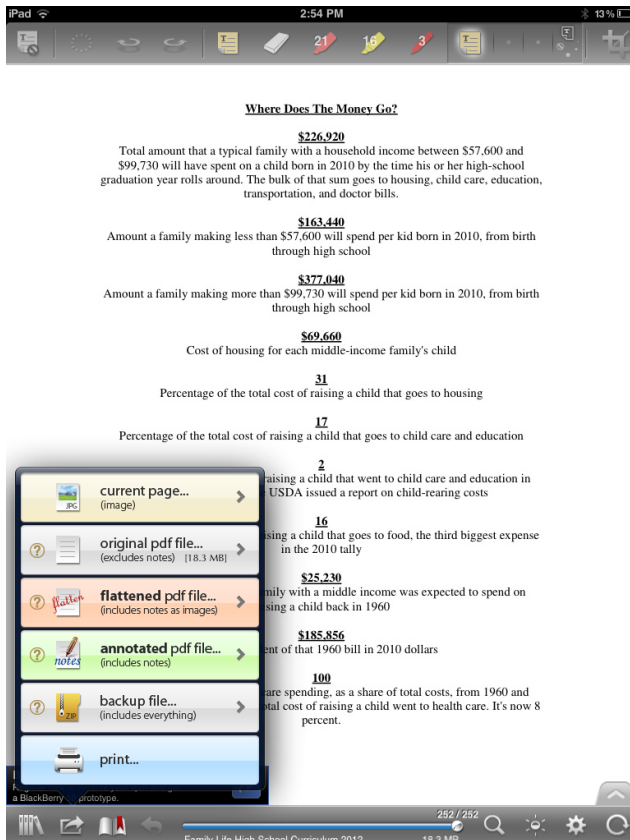 iPad 2:54 PM 13%
21 16 3
Where Does The Money Go?
$226,920
Total amount that a typical family with a household income between $57,600 and
$99,730 will have spent on a child born in 2010 by the time his or her high-school
graduation year rolls around. The bulk of that sum goes to housing, child care, education,
transportation, and doctor bills.
$163,440
Amount a family making less than $57,600 will spend per kid born in 2010, from birth
through high school
$377,040
Amount a family making more than $99,730 will spend per kid born in 2010, from birth
through high school
$69,660
Cost of housing for each middle-income family's child
31
Percentage of the total cost of raising a child that goes to housing
17
Percentage of the total cost of raising a child that goes to child care and education
2
raising a child that went to child care and education in
USDA issued a report on child-rearing costs
16
ising a child that goes to food, the third biggest expense
in the 2010 tally
$25,230
mily with a middle income was expected to spend on
sing a child back in 1960
$185,856
ent of that 1960 bill in 2010 dollars
100
are spending, as a share of total costs, from 1960 and
otal cost of raising a child went to health care. It's now 8
percent.
current page...
JPG (image)
original pdf file...
(excludes notes) [18.3 MB]
flatten flattened pdf file...
(includes notes as images)
notes annotated pdf file...
(includes notes)
backup file...
ZIP (includes everything)
print...
a BlackBerry prototype.
252 / 252
Family Life High School Curriculum 2012 18.3 MB